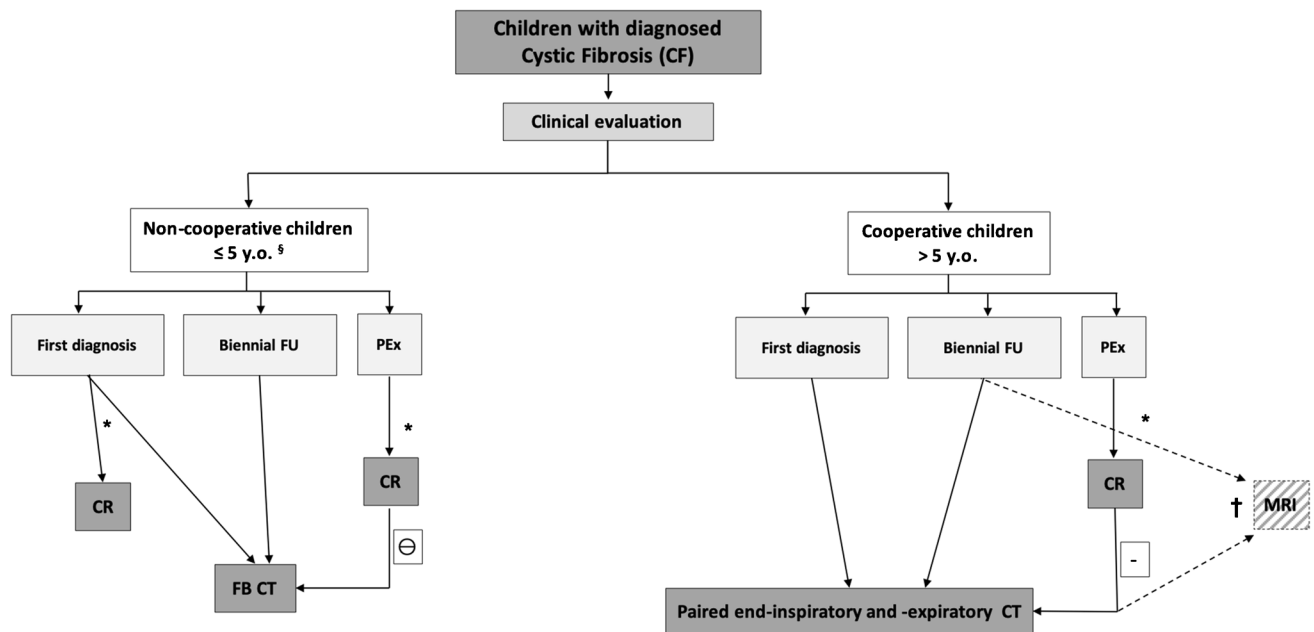 Children with diagnosed
Cystic Fibrosis (CF)
Clinical evaluation
Non-cooperative children
≤ 5 y.o. §
Cooperative children
> 5 y.o.
First diagnosis
Biennial FU
PEx
First diagnosis
Biennial FU
PEx
*
*
*
CR
CR
CR
†
MRI
⊖
-
FB CT
Paired end-inspiratory and -expiratory CT